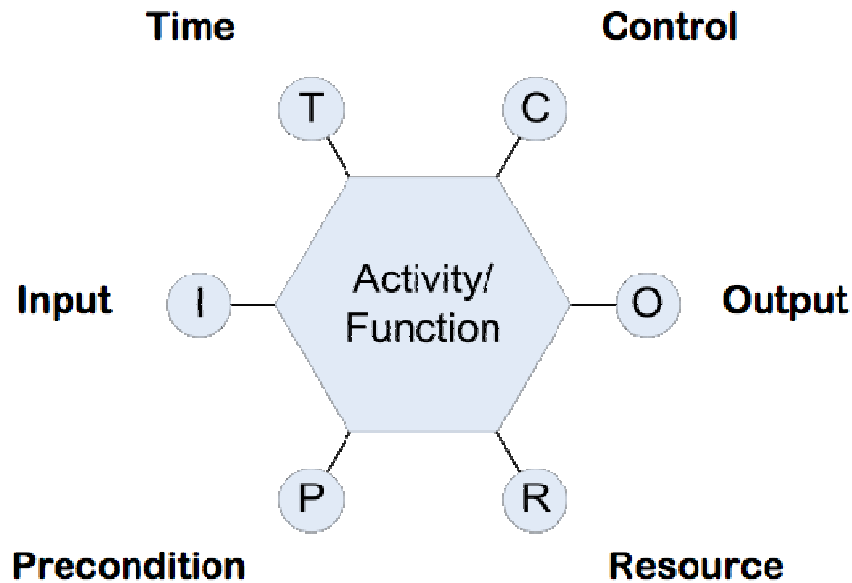 Time
Control
T
C
Activity/
Function
Input
I
O
Output
P
R
Precondition
Resource